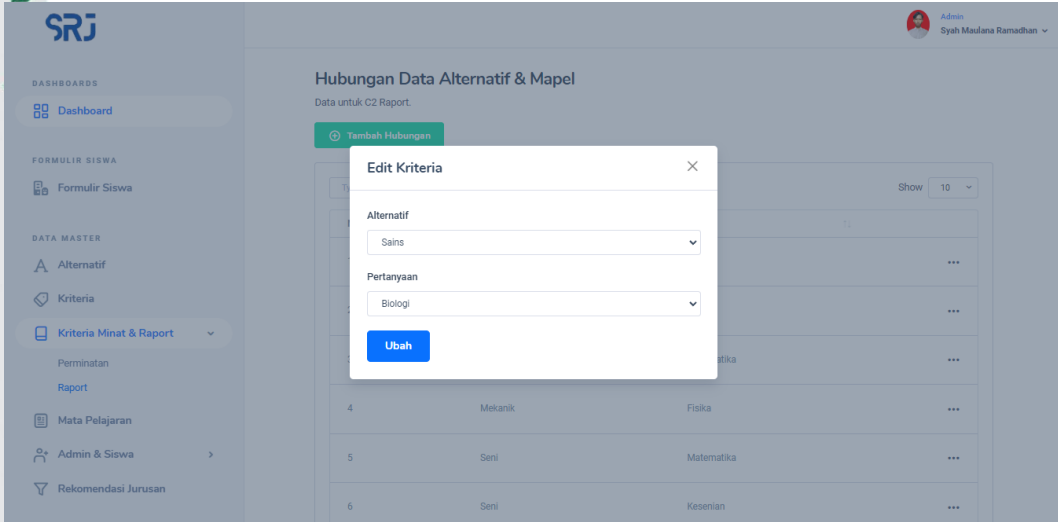 SRJ
Admin
Syah Maulana Ramadhan
DASHBOARDS
Dashboard
FORMULIR SISWA
Formulir Siswa
DATA MASTER
Alternatif
Kriteria
Kriteria Minat & Raport
Perminatan
Raport
Mata Pelajaran
Admin & Siswa
Rekomendasi Jurusan
Hubungan Data Alternatif & Mapel
Data untuk C2 Raport.
Tambah Hubungan
Show 10
Edit Kriteria
Alternatif
Sains
Pertanyaan
Biologi
Ubah
atika
4 Mekanik Fisika
5 Seni Matematika
6 Seni Kesenian